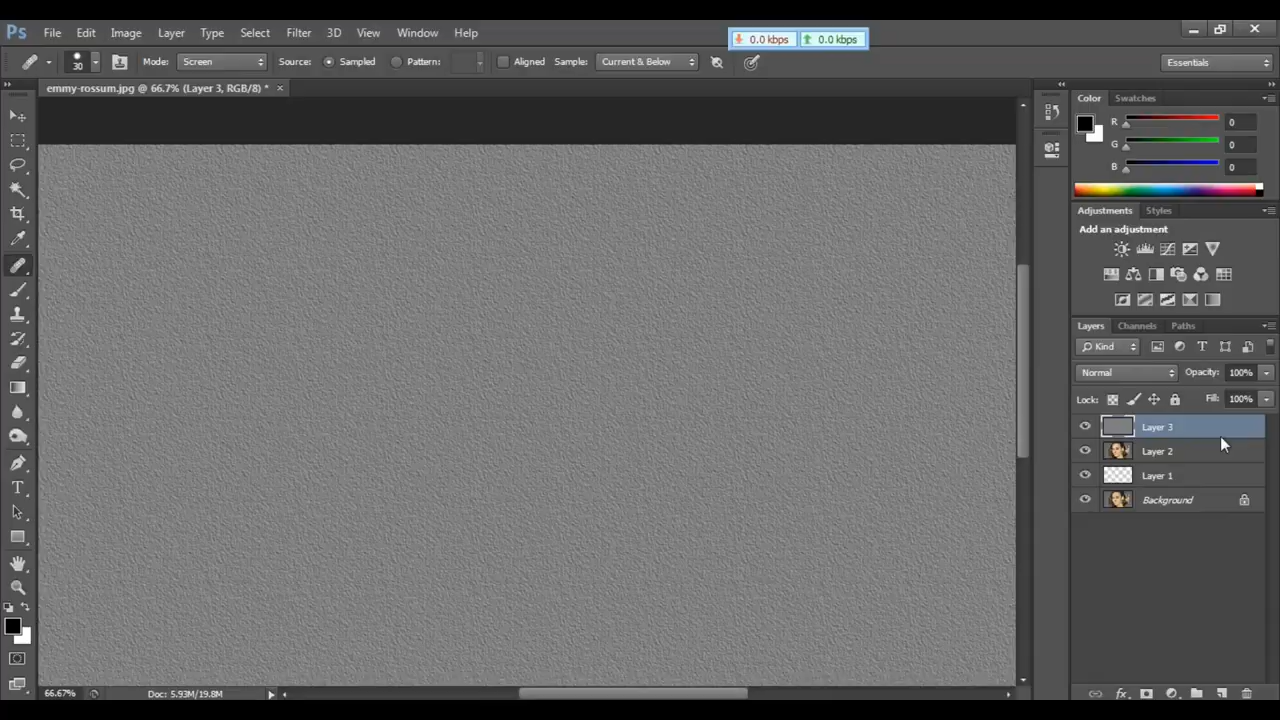 Ps File Edit Image Layer Type Select Filter 3D View Window Help
0.0 kbps 0.0 kbps
30 Mode: Screen Source: Sampled Pattern: Aligned Sample: Current & Below Essentials
emmy-rossum.jpg @ 66.7% (Layer 3, RGB/8) * ×
Color Swatches
R 0
G 0
B 0
Adjustments Styles
Add an adjustment
Layers Channels Paths
Kind
Normal Opacity: 100%
Lock: Fill: 100%
Layer 3
Layer 2
Layer 1
Background
66.67% Doc: 5.93M/19.8M